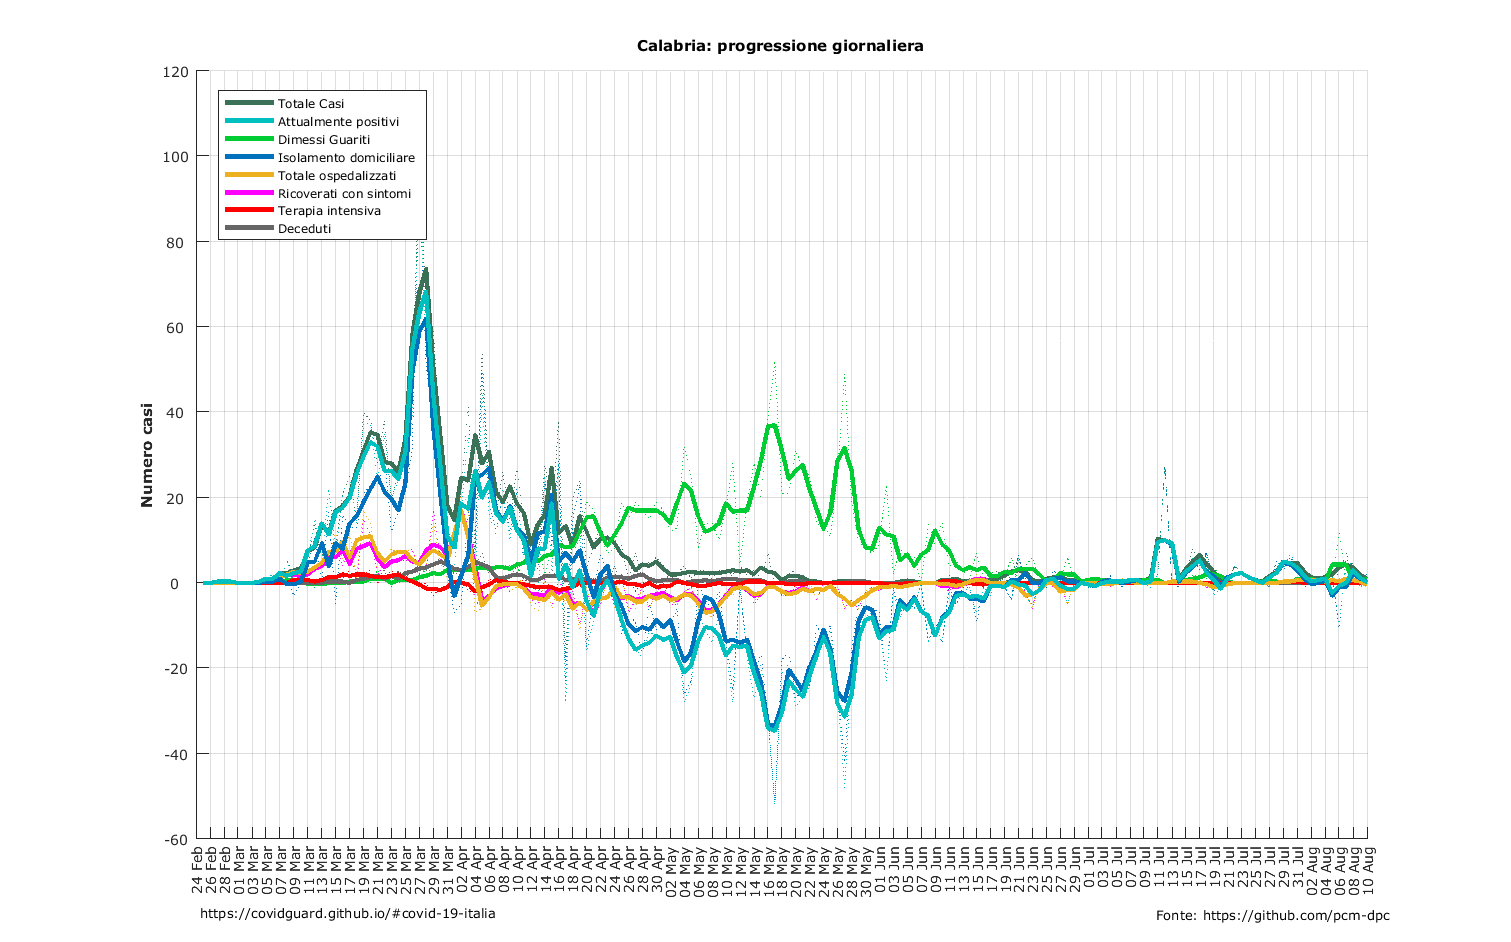 Calabria: progressione giornaliera
120
100
80
60
40
20
0
-20
-40
-60
Numero casi
Totale Casi
Attualmente positivi
Dimessi Guariti
Isolamento domiciliare
Totale ospedalizzati
Ricoverati con sintomi
Terapia intensiva
Deceduti
24 Feb
26 Feb
28 Feb
01 Mar
03 Mar
05 Mar
07 Mar
09 Mar
11 Mar
13 Mar
15 Mar
17 Mar
19 Mar
21 Mar
23 Mar
25 Mar
27 Mar
29 Mar
31 Mar
02 Apr
04 Apr
06 Apr
08 Apr
10 Apr
12 Apr
14 Apr
16 Apr
18 Apr
20 Apr
22 Apr
24 Apr
26 Apr
28 Apr
30 Apr
02 May
04 May
06 May
08 May
10 May
12 May
14 May
16 May
18 May
20 May
22 May
24 May
26 May
28 May
30 May
01 Jun
03 Jun
05 Jun
07 Jun
09 Jun
11 Jun
13 Jun
15 Jun
17 Jun
19 Jun
21 Jun
23 Jun
25 Jun
27 Jun
29 Jun
01 Jul
03 Jul
05 Jul
07 Jul
09 Jul
11 Jul
13 Jul
15 Jul
17 Jul
19 Jul
21 Jul
23 Jul
25 Jul
27 Jul
29 Jul
31 Jul
02 Aug
04 Aug
06 Aug
08 Aug
10 Aug
https://covidguard.github.io/#covid-19-italia
Fonte: https://github.com/pcm-dpc